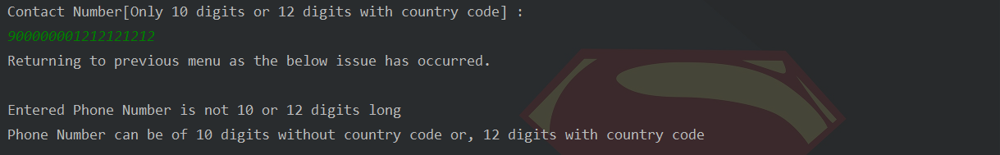 Contact Number[Only 10 digits or 12 digits with country code] :
900000001212121212
Returning to previous menu as the below issue has occurred.
Entered Phone Number is not 10 or 12 digits long
Phone Number can be of 10 digits without country code or, 12 digits with country code